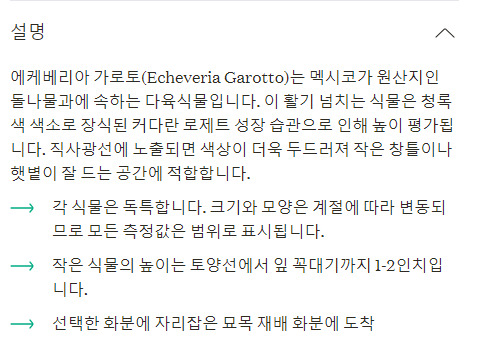 설명
에케베리아 가로토(Echeveria Garotto)는 멕시코가 원산지인
돌나물과에 속하는 다육식물입니다. 이 활기 넘치는 식물은 청록
색 색소로 장식된 커다란 로제트 성장 습관으로 인해 높이 평가됩
니다. 직사광선에 노출되면 색상이 더욱 두드러져 작은 창틀이나
햇볕이 잘 드는 공간에 적합합니다.
각 식물은 독특합니다. 크기와 모양은 계절에 따라 변동되
므로 모든 측정값은 범위로 표시됩니다.
작은 식물의 높이는 토양선에서 잎 꼭대기까지 1-2인치입
니다.
선택한 화분에 자리잡은 묘목 재배 화분에 도착